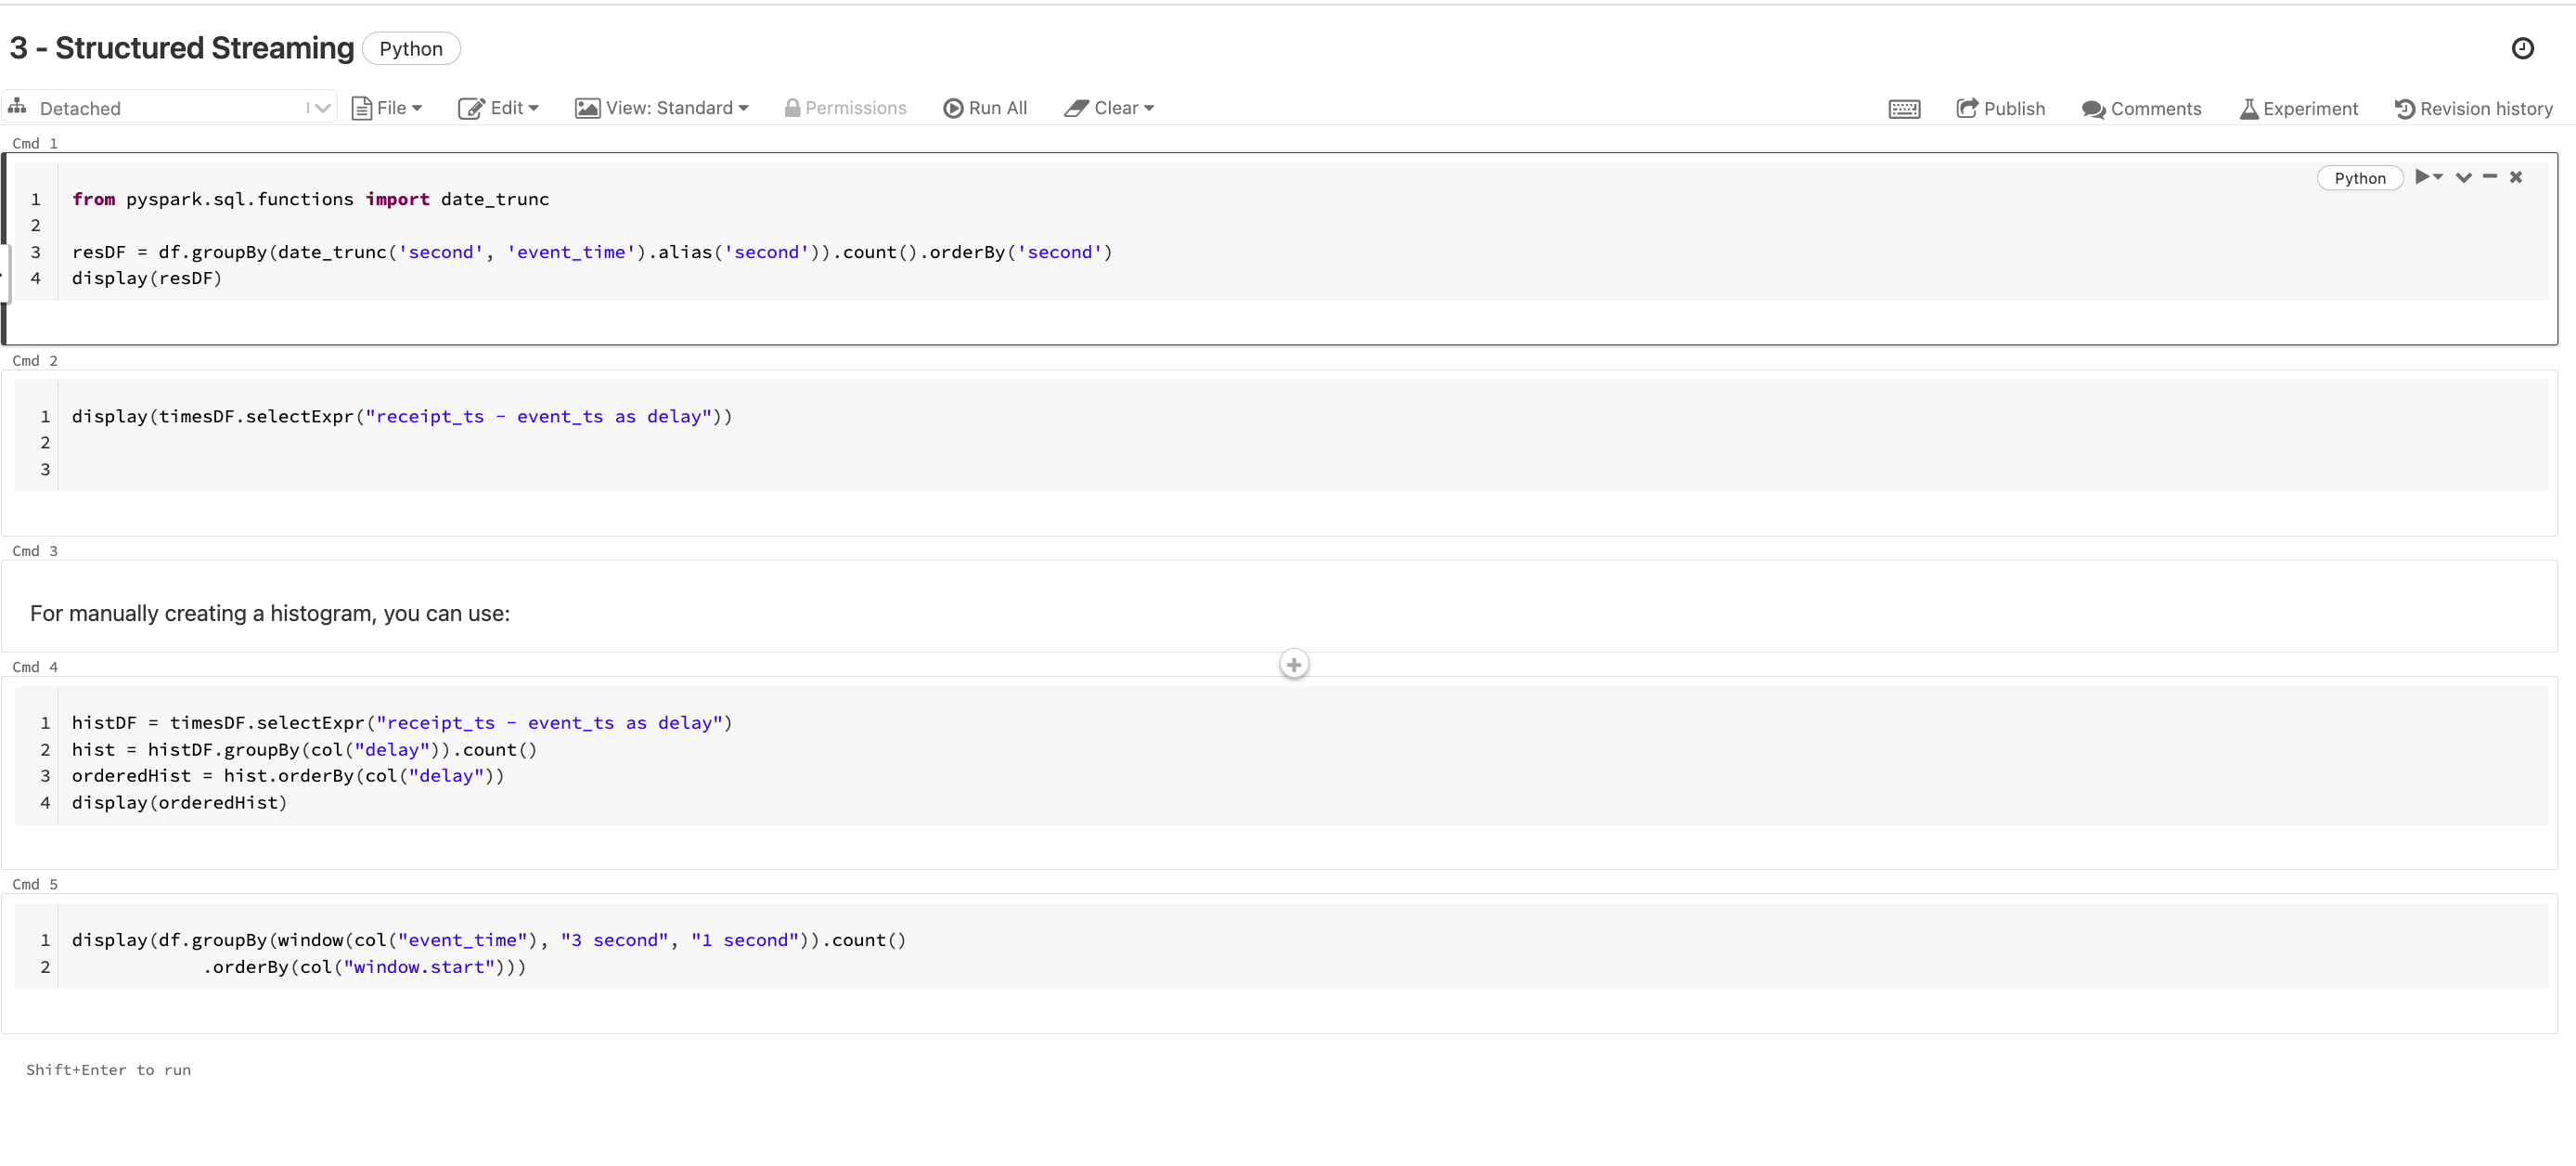 3 - Structured Streaming Python
Detached File Edit View: Standard Permissions Run All Clear Publish Comments Experiment Revision history
Cmd 1
Python
1 from pyspark.sql.functions import date_trunc
2
3 resDF = df.groupBy(date_trunc('second', 'event_time').alias('second')).count().orderBy('second')
4 display(resDF)
Cmd 2
1 display(timesDF.selectExpr("receipt_ts - event_ts as delay"))
2
3
Cmd 3
For manually creating a histogram, you can use:
Cmd 4
1 histDF = timesDF.selectExpr("receipt_ts - event_ts as delay")
2 hist = histDF.groupBy(col("delay")).count()
3 orderedHist = hist.orderBy(col("delay"))
4 display(orderedHist)
Cmd 5
1 display(df.groupBy(window(col("event_time"), "3 second", "1 second")).count()
2 .orderBy(col("window.start")))
Shift+Enter to run